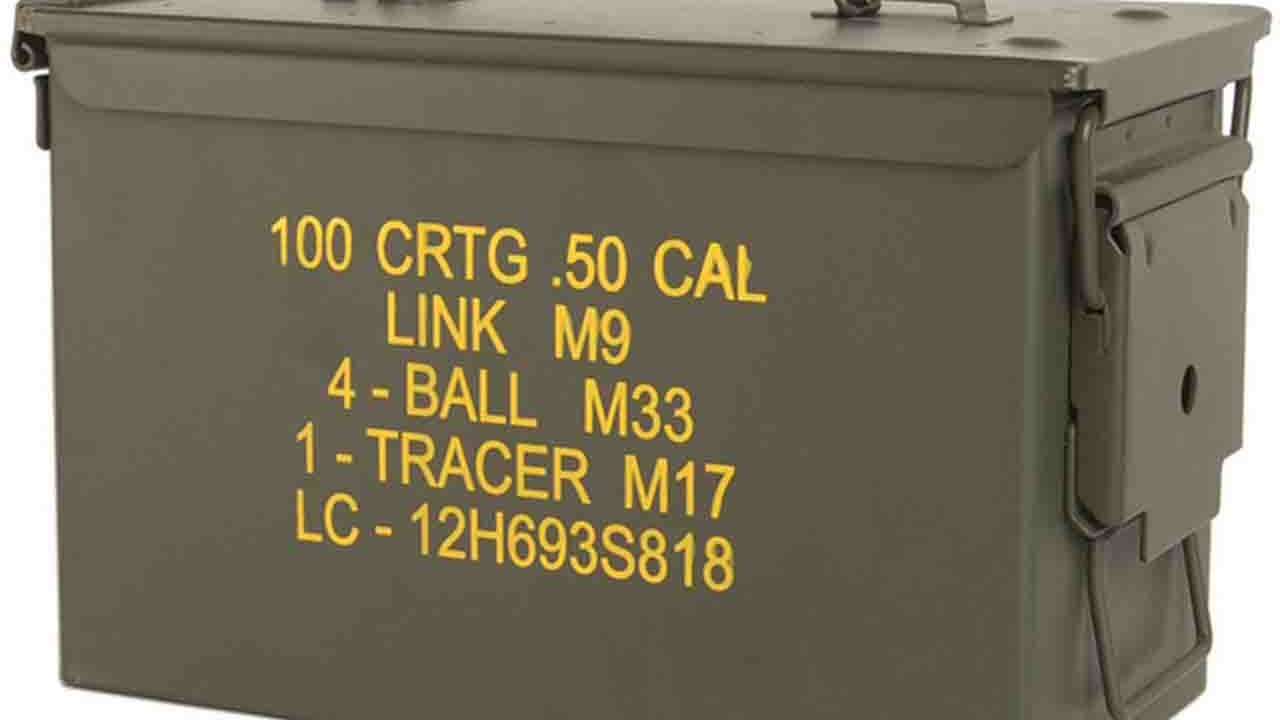 100 CRTG .50 CAL
LINK M9
4 - BALL M33
1 - TRACER M17
LC - 12H693S818